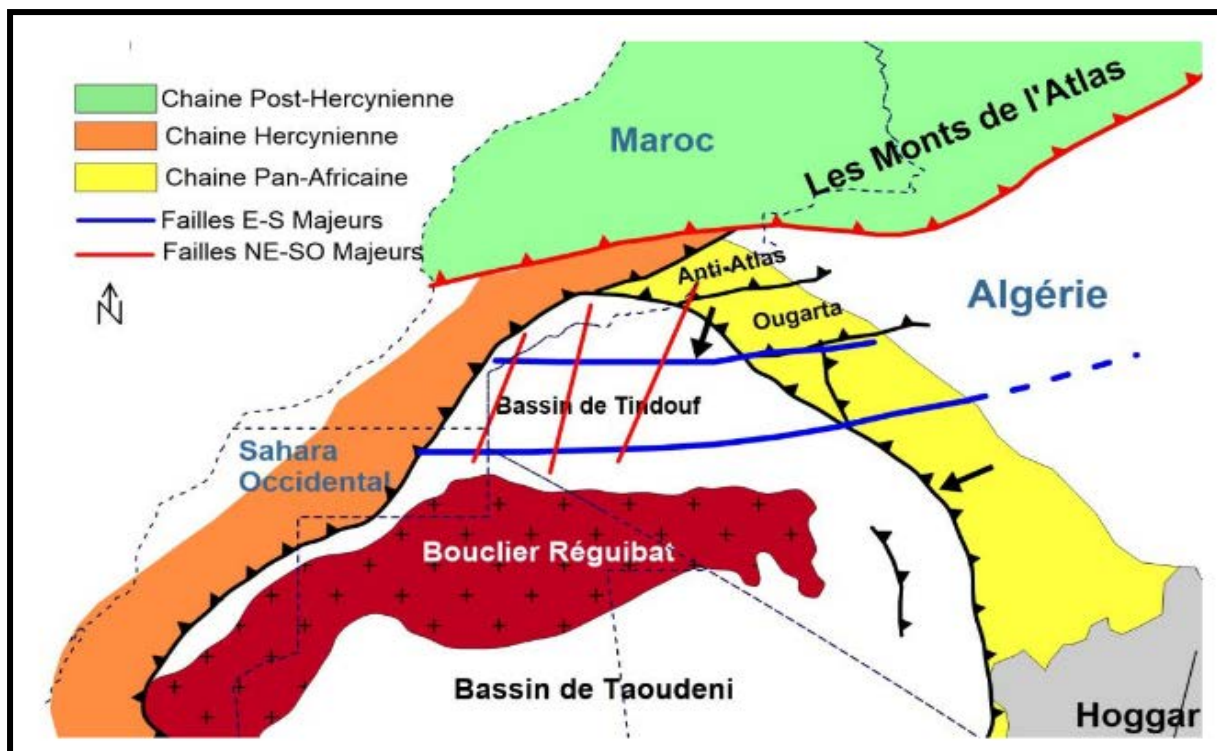 Chaine Post-Hercynienne
Chaine Hercynienne
Chaine Pan-Africaine
Failles E-S Majeurs
Failles NE-SO Majeurs
N
Maroc
Les Monts de l'Atlas
Anti-Atlas
Ougarta
Algérie
Bassin de Tindouf
Sahara
Occidental
Bouclier Réguibat
Bassin de Taoudeni
Hoggar